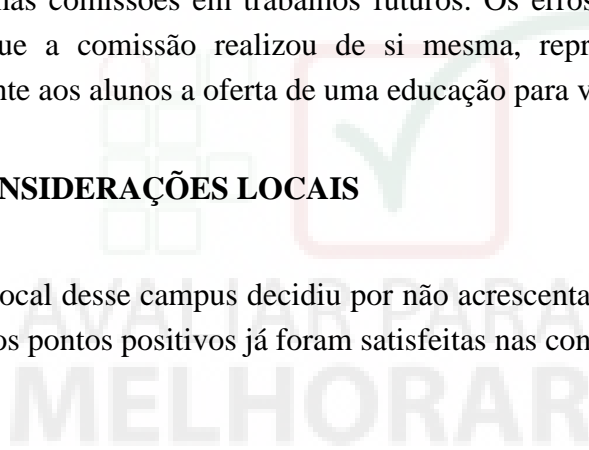 nas comissões em trabalhos futuros. Os erros
ue a comissão realizou de si mesma, repr
nte aos alunos a oferta de uma educação para v
NSIDERAÇÕES LOCAIS
ocal desse campus decidiu por não acrescenta
AVALIAR PARA
os pontos positivos já foram satisfeitas nas con
MELHORAR